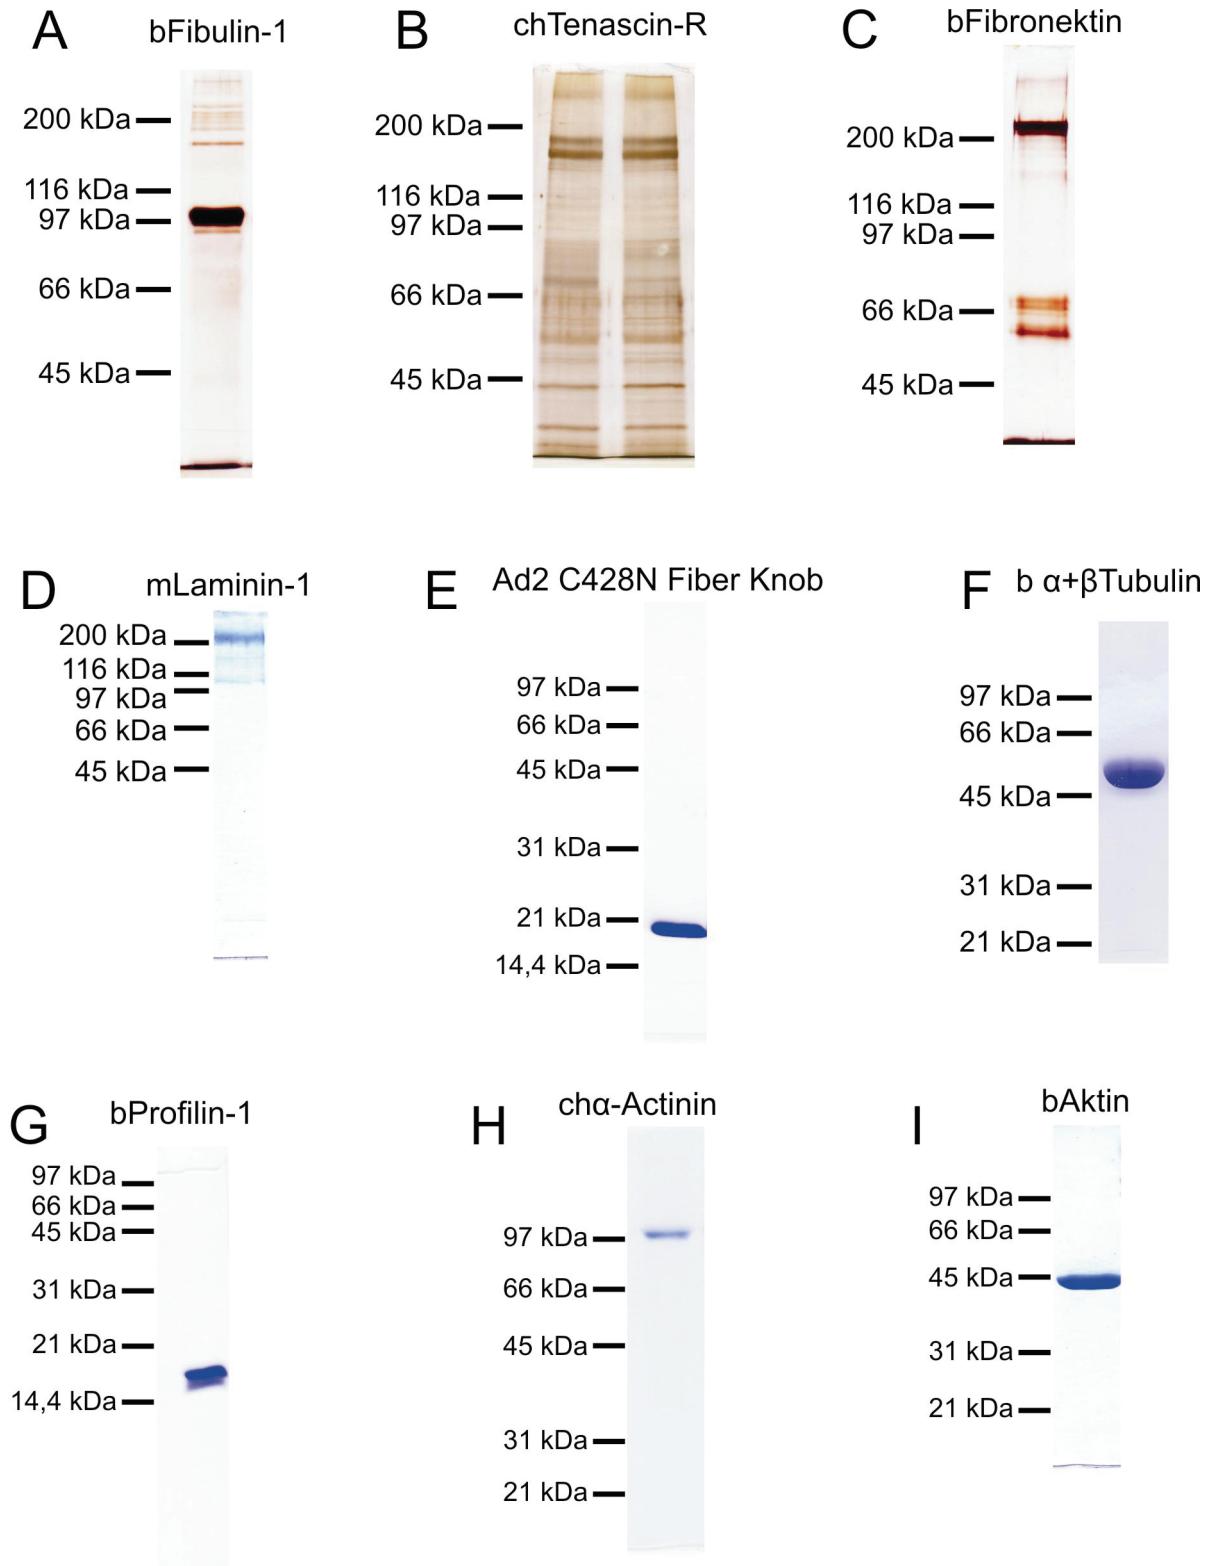 A bFibulin-1
200 kDa
116 kDa
97 kDa
66 kDa
45 kDa
B chTenascin-R
200 kDa
116 kDa
97 kDa
66 kDa
45 kDa
C bFibronektin
200 kDa
116 kDa
97 kDa
66 kDa
45 kDa
D mLaminin-1
200 kDa
116 kDa
97 kDa
66 kDa
45 kDa
E Ad2 C428N Fiber Knob
97 kDa
66 kDa
45 kDa
31 kDa
21 kDa
14,4 kDa
F b α+βTubulin
97 kDa
66 kDa
45 kDa
31 kDa
21 kDa
G bProfilin-1
97 kDa
66 kDa
45 kDa
31 kDa
21 kDa
14,4 kDa
H chα-Actinin
97 kDa
66 kDa
45 kDa
31 kDa
21 kDa
I bAktin
97 kDa
66 kDa
45 kDa
31 kDa
21 kDa